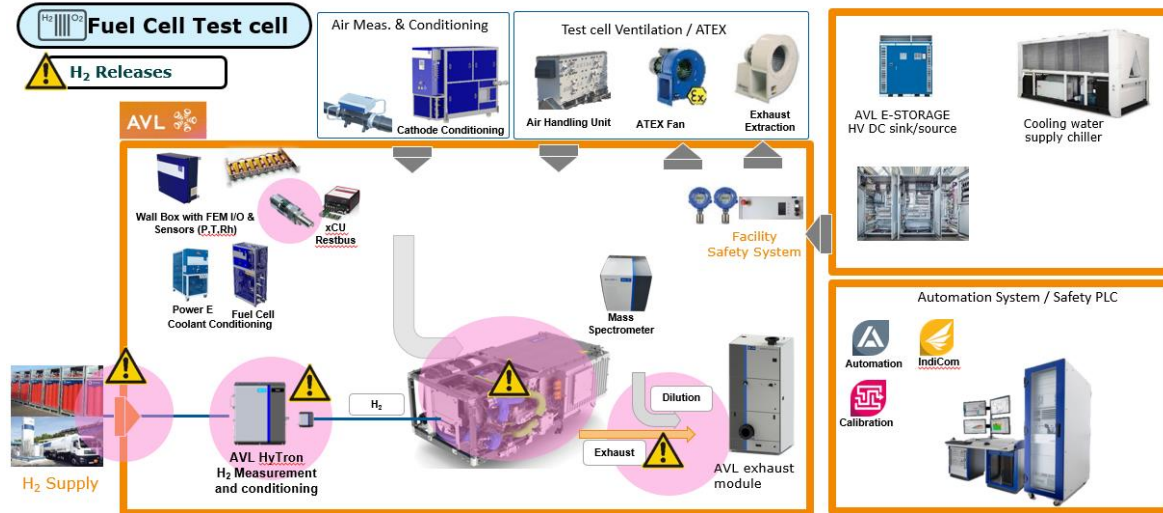 H₂ O₂
Fuel Cell Test cell
H₂ Releases
Air Meas. & Conditioning
Cathode Conditioning
Test cell Ventilation / ATEX
Air Handling Unit
ATEX Fan
Ex
Exhaust
Extraction
AVL E-STORAGE
HV DC sink/source
Cooling water
supply chiller
AVL
Wall Box with FEM I/O &
Sensors (P,T,Rh)
xCU
Restbus
Facility
Safety System
Power E
Fuel Cell
Coolant Conditioning
Mass
Spectrometer
Automation System / Safety PLC
Automation
IndiCom
Calibration
H₂ Supply
AVL HyTron
H₂ Measurement
and conditioning
H₂
Dilution
Exhaust
AVL exhaust
module